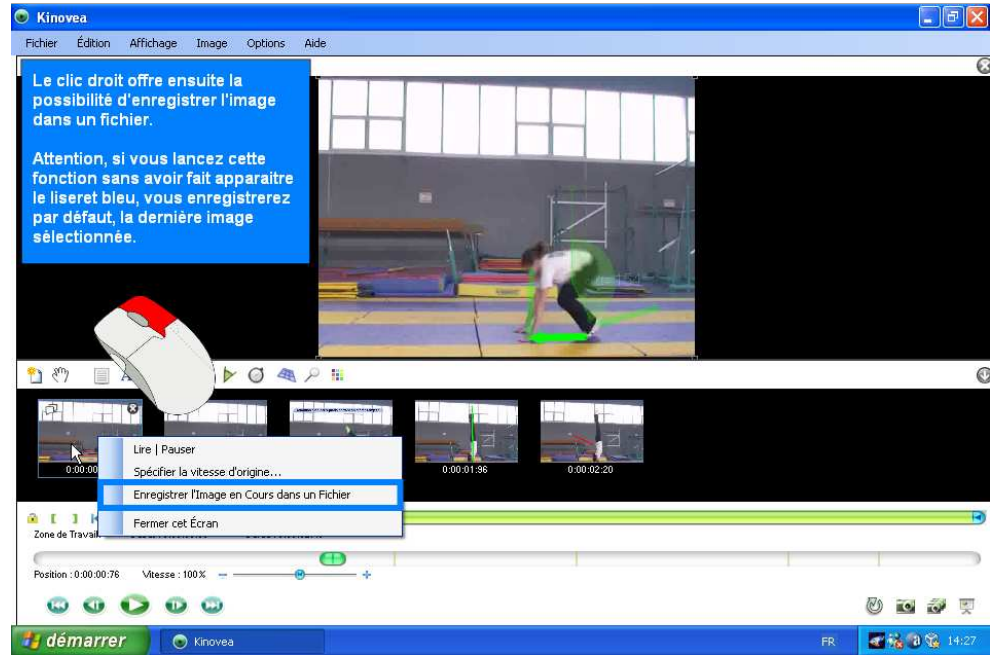 Kinovea
Fichier Édition Affichage Image Options Aide
Le clic droit offre ensuite la
possibilité d'enregistrer l'image
dans un fichier.
Attention, si vous lancez cette
fonction sans avoir fait apparaitre
le liseret bleu, vous enregistrerez
par défaut, la dernière image
sélectionnée.
0:00:00
0:00:01:96
0:00:02:20
Lire | Pauser
Spécifier la vitesse d'origine...
Enregistrer l'Image en Cours dans un Fichier
Fermer cet Écran
Zone de Travail
Position : 0:00:00:76 Vitesse : 100%
démarrer
Kinovea
FR
14:27